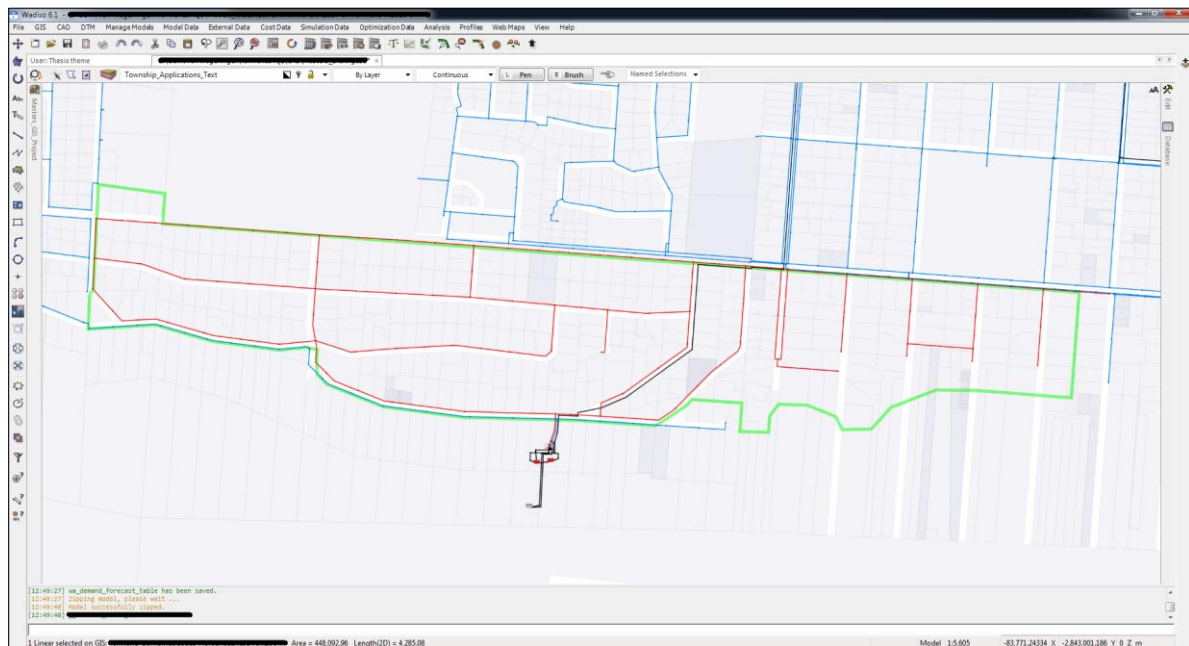 Wadiso 6.1
File GIS CAD DTM Manage Models Model Data External Data Cost Data Simulation Data Optimization Data Analysis Profiles Web Maps View Help
User: Thesis theme
Township_Applications_Text By Layer Continuous L Pen B Brush Named Selections
Masters_GIS_Project
Edit
Database
[12:49:27] wa_demand_forecast_table has been saved.
[12:49:27] Zipping model, please wait ...
[12:49:40] Model successfully zipped.
[12:49:40]
1 Linear selected on GIS: Area = 448,092.96 Length(2D) = 4,285.08 Model 1:5,605 -83,771.24334 X -2,843,001.186 Y 0 Z m